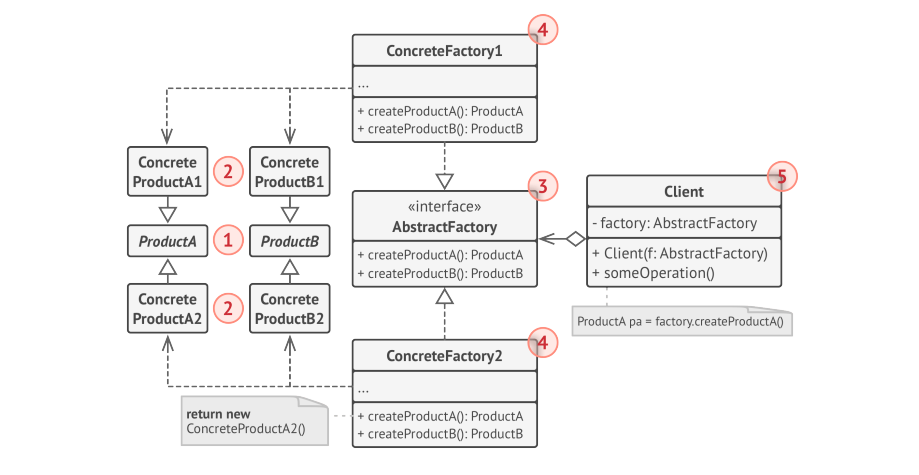 4
ConcreteFactory1
...
+ createProductA(): ProductA
+ createProductB(): ProductB
Concrete
ProductA1
2
Concrete
ProductB1
ProductA
1
ProductB
Concrete
ProductA2
2
Concrete
ProductB2
3
«interface»
AbstractFactory
+ createProductA(): ProductA
+ createProductB(): ProductB
5
Client
- factory: AbstractFactory
+ Client(f: AbstractFactory)
+ someOperation()
ProductA pa = factory.createProductA()
4
ConcreteFactory2
...
+ createProductA(): ProductA
+ createProductB(): ProductB
return new
ConcreteProductA2()